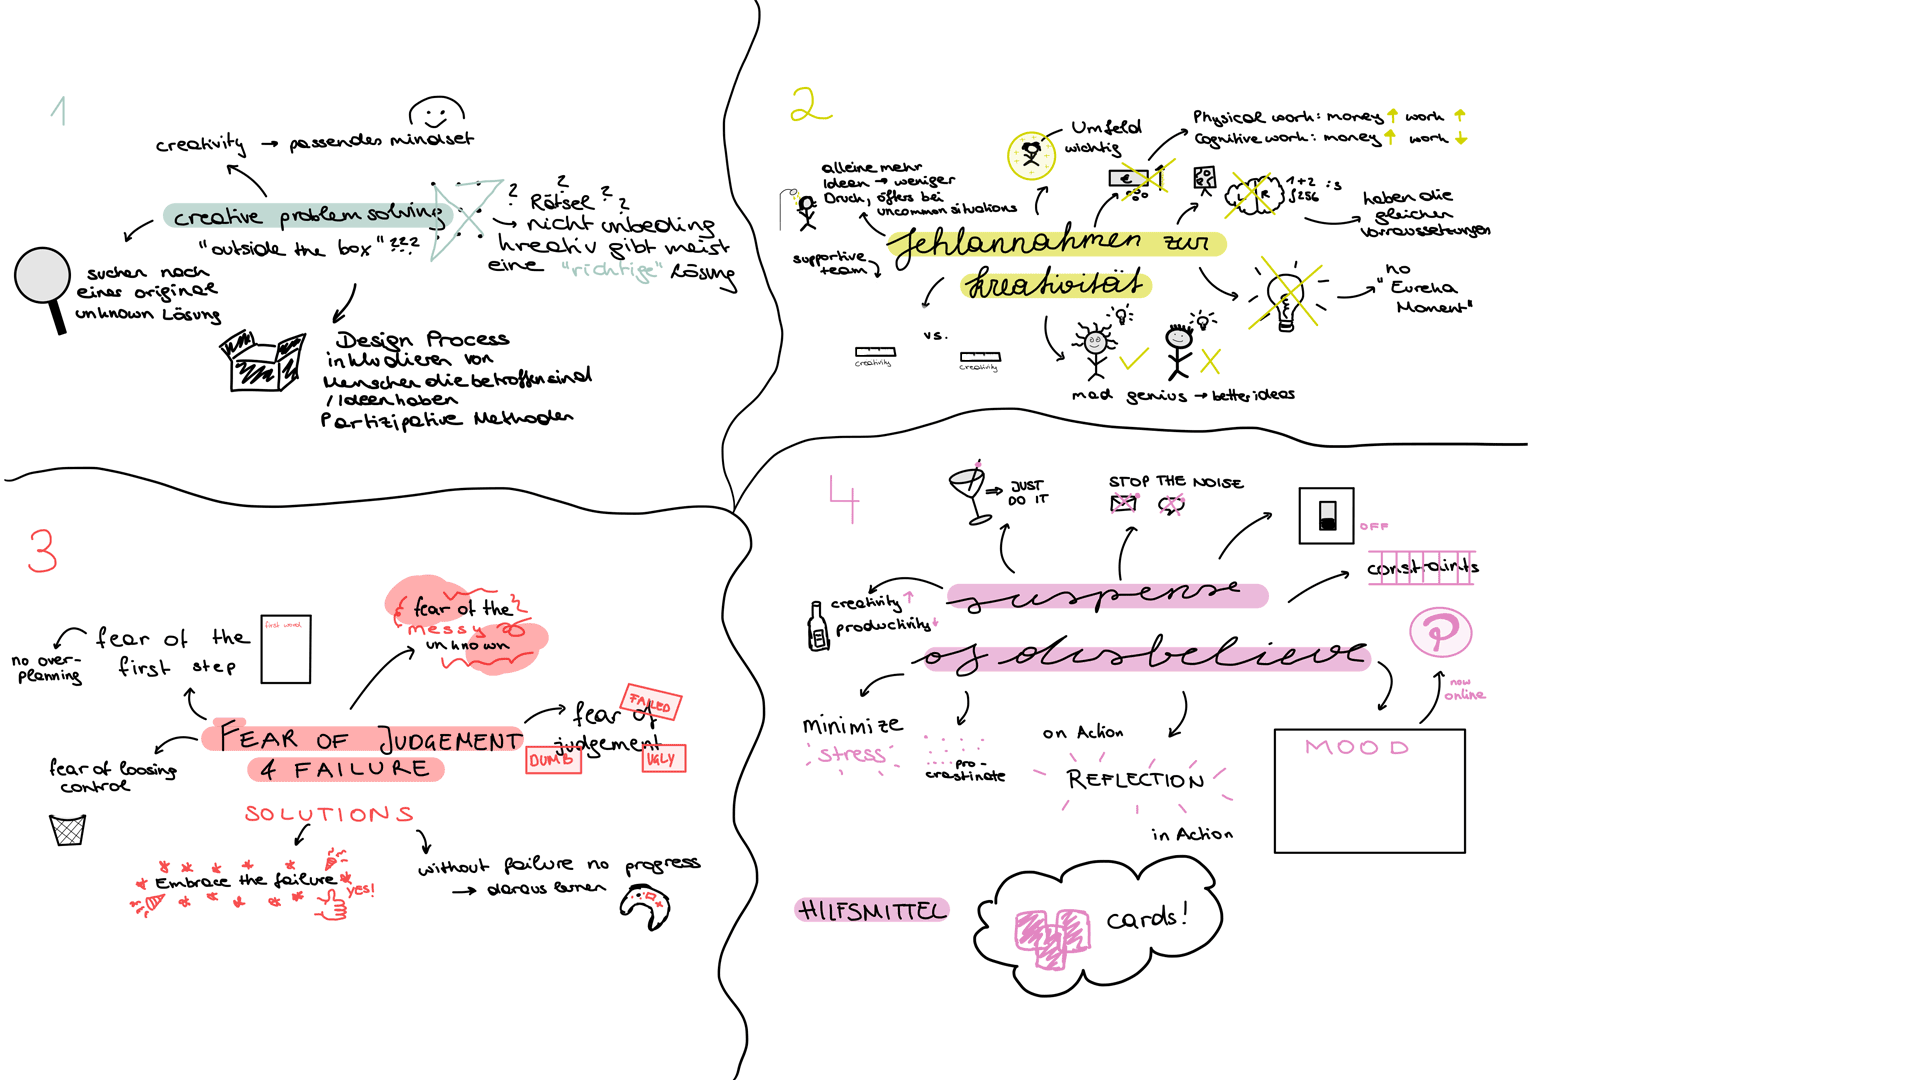 1
creativity → passendes mindset
creative problem solving
"outside the box" ???
? ? ? ?
Rätsel
→ nicht unbedingt
kreativ gibt meist
eine "richtige" Lösung
suchen nach
einer original
unknown Lösung
Design Process
inkludieren von
Menschen die betroffen sind
/ Ideen haben
Partizipative Methoden
2
Umfeld
wichtig
Physical work: money ↑ work ↑
Cognitive work: money ↑ work ↓
alleine mehr
Ideen → weniger
Druck, öfters bei
uncommon situations
supportive
team
€
R
1+2
∫256
:3
haben die
gleichen
vorraussetzungen
Fehlannahmen zur
kreativität
vs.
creativity
creativity
no
"Eureka
Moment"
mad genius → better ideas
3
fear of the
first step
first word
no over-
planning
fear of the
messy
unknown
FEAR OF JUDGEMENT
& FAILURE
fear of
judgement
FAILED
DUMB
UGLY
fear of loosing
control
SOLUTIONS
Embrace the failure
yes!
without failure no progress
→ daraus lernen
4
⇒ JUST
DO IT
STOP THE NOISE
OFF
constraints
creativity ↑
productivity ↓
suspense
of disbelieve
now
online
minimize
stress
pro-
crastinate
on Action
REFLECTION
in Action
MOOD
HILFSMITTEL
cards!